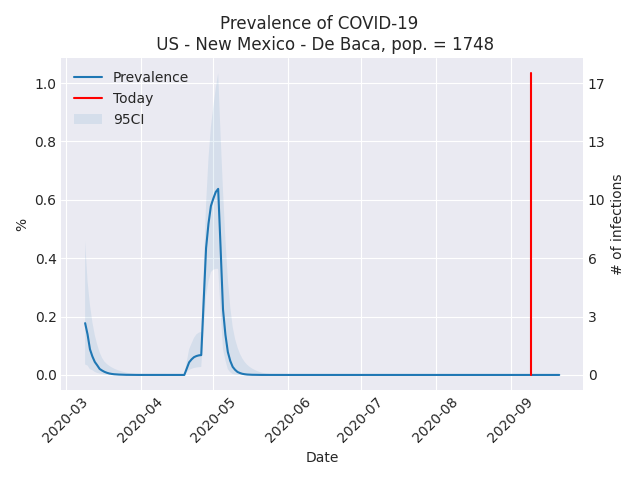 Prevalence of COVID-19
US - New Mexico - De Baca, pop. = 1748
Prevalence
Today
95CI
1.0
0.8
0.6
0.4
0.2
0.0
%
17
13
10
6
3
0
# of infections
2020-03
2020-04
2020-05
2020-06
2020-07
2020-08
2020-09
Date